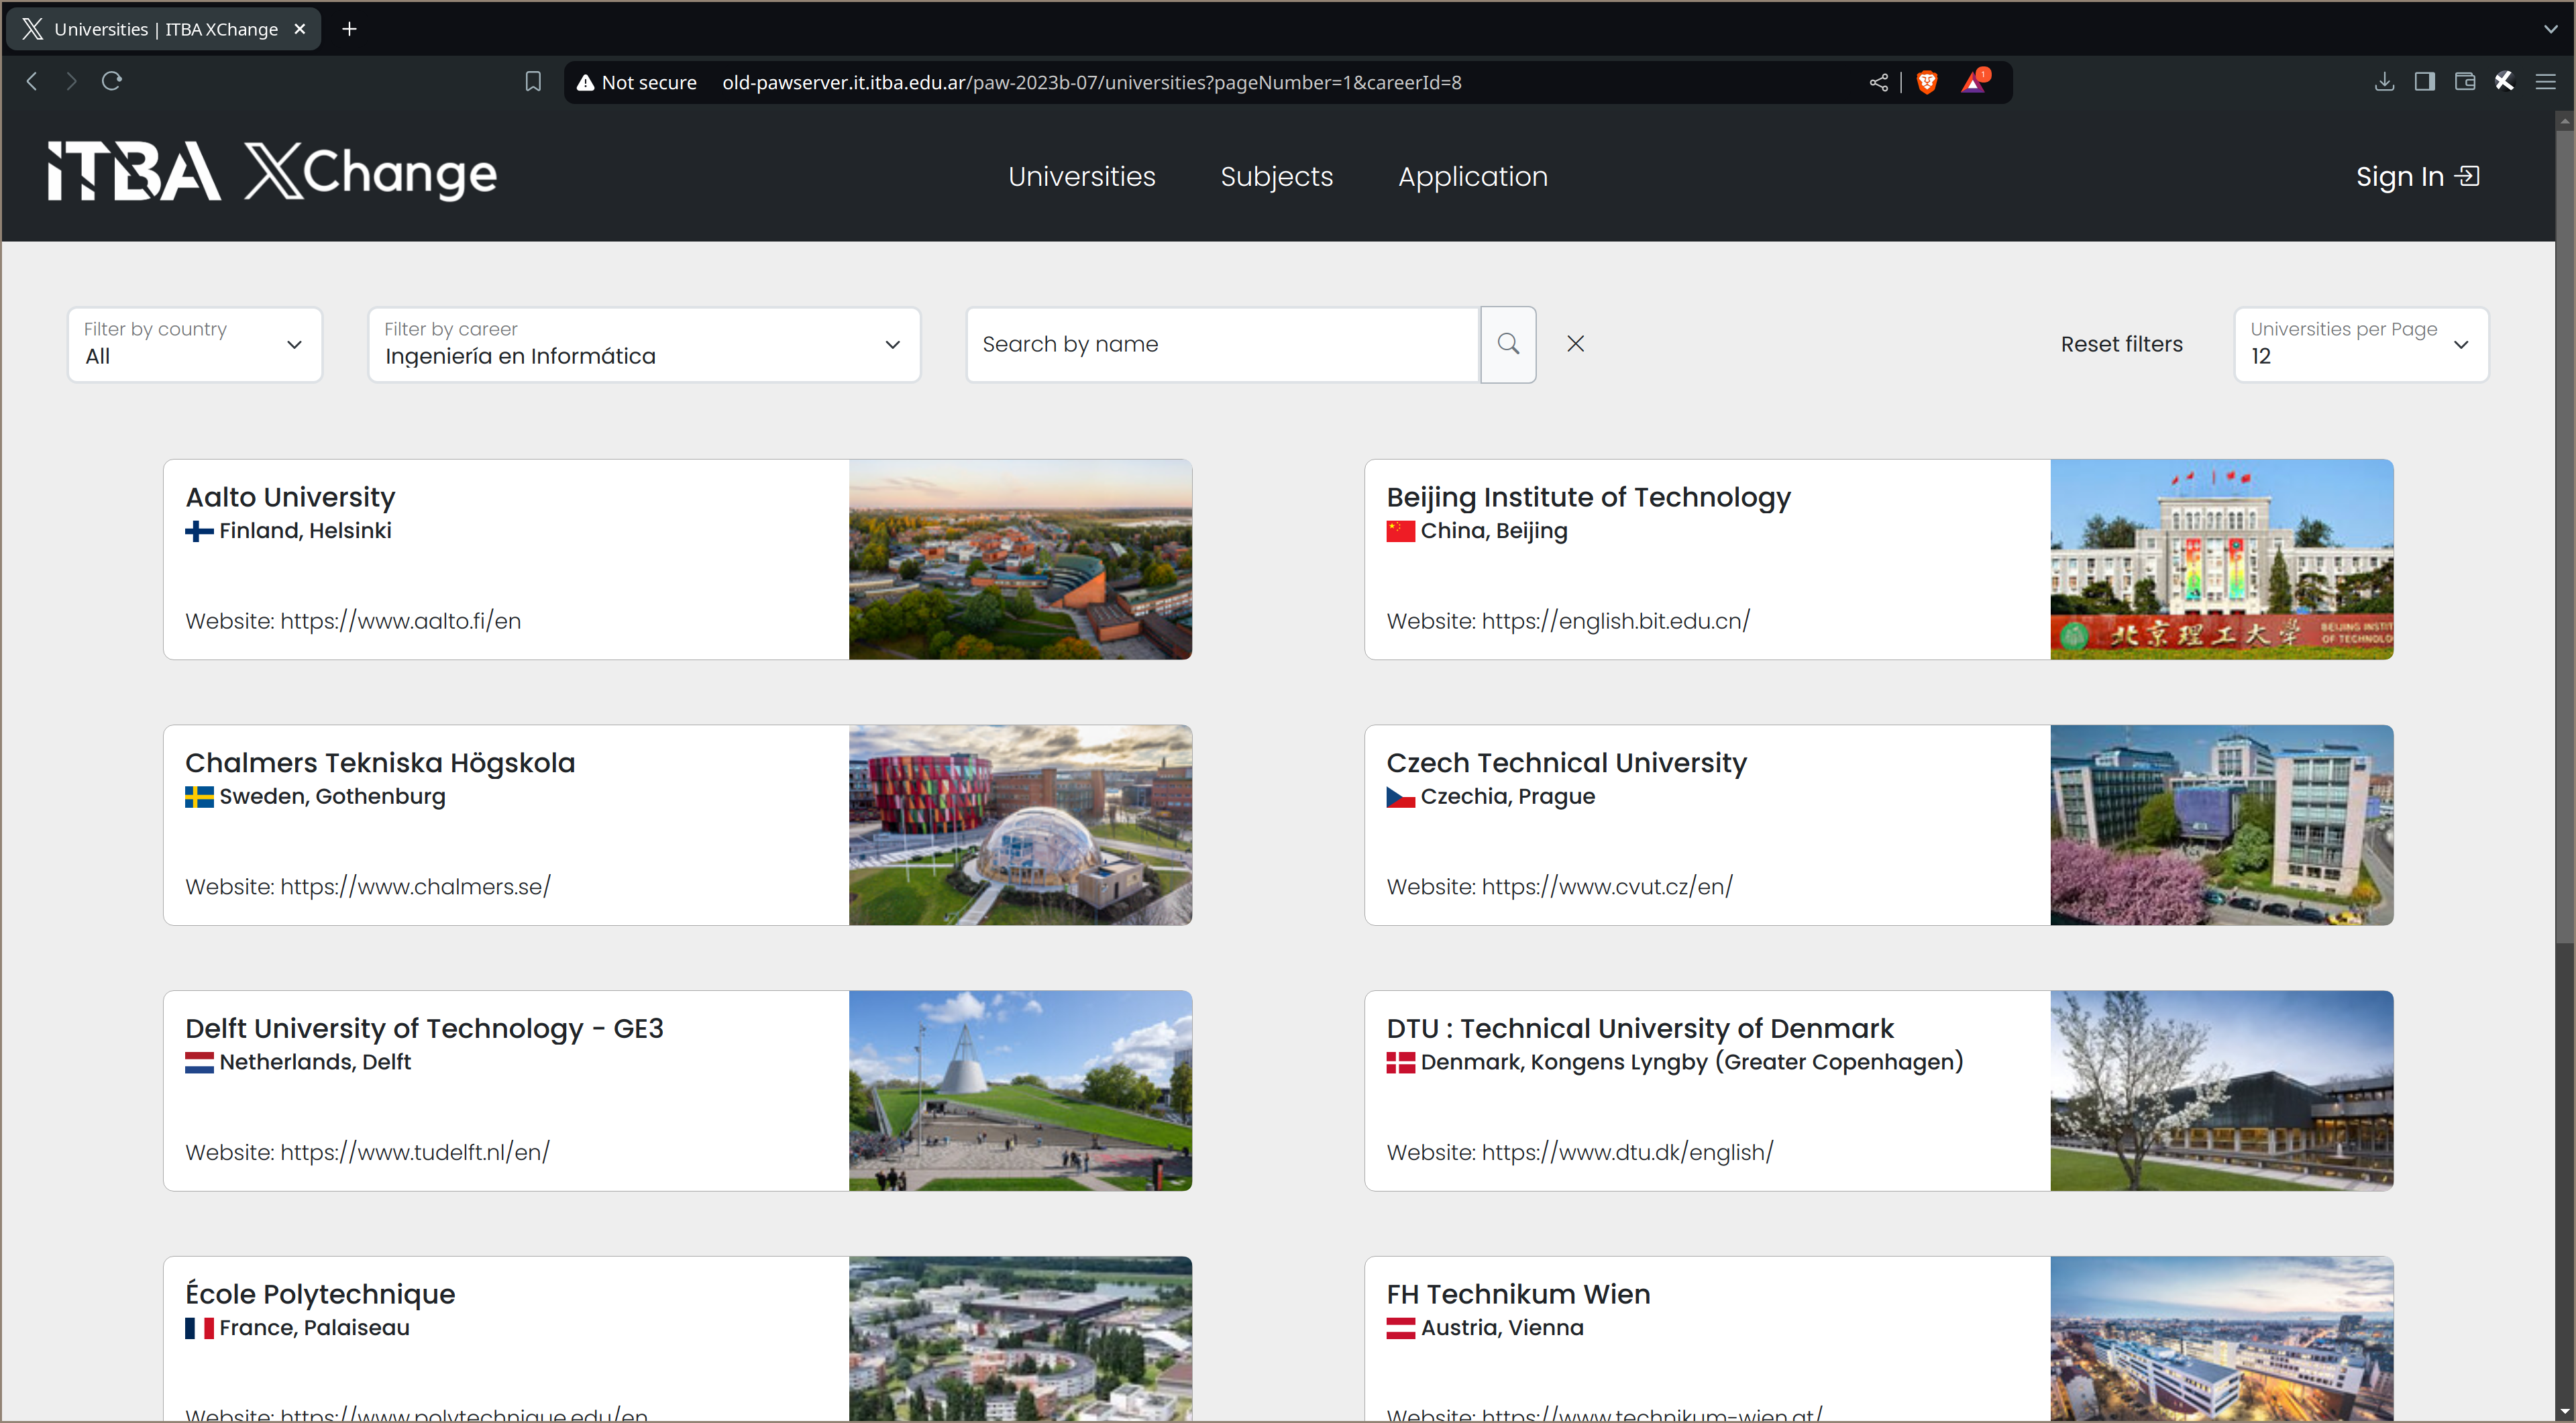 Universities | ITBA XChange
Not secure old-pawserver.it.itba.edu.ar/paw-2023b-07/universities?pageNumber=1&careerId=8
1
iTBA XChange
Universities Subjects Application
Sign In
Filter by country
All
Filter by career
Ingeniería en Informática
Search by name
Reset filters
Universities per Page
12
Aalto University
Finland, Helsinki
Website: https://www.aalto.fi/en
Beijing Institute of Technology
China, Beijing
Website: https://english.bit.edu.cn/
北京理工大学
BEIJING INSTIT
OF TECHNOLO
Chalmers Tekniska Högskola
Sweden, Gothenburg
Website: https://www.chalmers.se/
Czech Technical University
Czechia, Prague
Website: https://www.cvut.cz/en/
Delft University of Technology - GE3
Netherlands, Delft
Website: https://www.tudelft.nl/en/
DTU : Technical University of Denmark
Denmark, Kongens Lyngby (Greater Copenhagen)
Website: https://www.dtu.dk/english/
École Polytechnique
France, Palaiseau
Website: https://www.polytechnique.edu/en
FH Technikum Wien
Austria, Vienna
Website: https://www.technikum-wien.at/